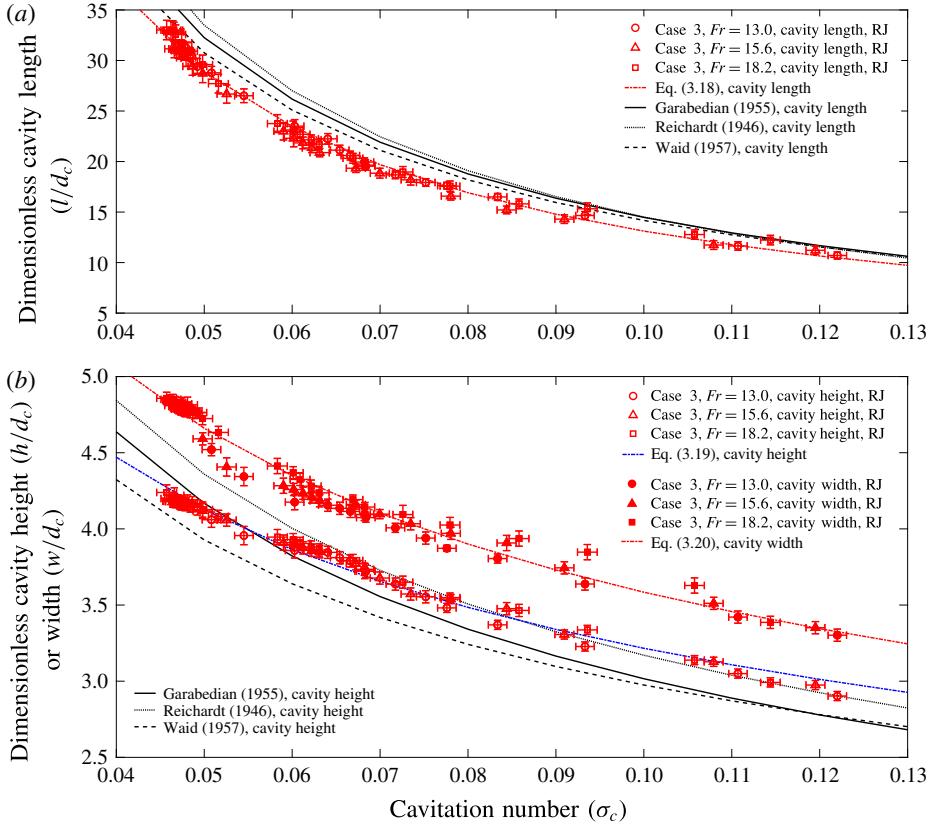 (a)
35
30
25
20
15
10
5
Dimensionless cavity length
(l/d_c)
Case 3, Fr = 13.0, cavity length, RJ
Case 3, Fr = 15.6, cavity length, RJ
Case 3, Fr = 18.2, cavity length, RJ
Eq. (3.18), cavity length
Garabedian (1955), cavity length
Reichardt (1946), cavity length
Waid (1957), cavity length
0.04 0.05 0.06 0.07 0.08 0.09 0.10 0.11 0.12 0.13
(b)
5.0
4.5
4.0
3.5
3.0
2.5
Dimensionless cavity height (h/d_c)
or width (w/d_c)
Case 3, Fr = 13.0, cavity height, RJ
Case 3, Fr = 15.6, cavity height, RJ
Case 3, Fr = 18.2, cavity height, RJ
Eq. (3.19), cavity height
Case 3, Fr = 13.0, cavity width, RJ
Case 3, Fr = 15.6, cavity width, RJ
Case 3, Fr = 18.2, cavity width, RJ
Eq. (3.20), cavity width
Garabedian (1955), cavity height
Reichardt (1946), cavity height
Waid (1957), cavity height
0.04 0.05 0.06 0.07 0.08 0.09 0.10 0.11 0.12 0.13
Cavitation number (σ_c)